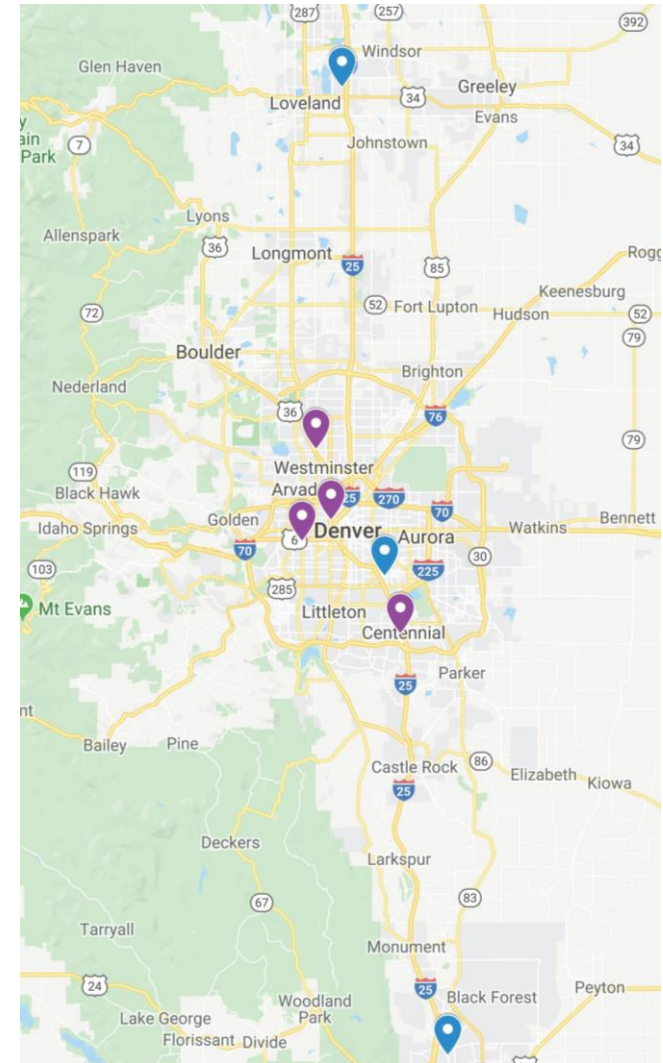 287
257
392
Windsor
Glen Haven
Greeley
34
Loveland
Evans
7
ain
Park
Johnstown
34
Lyons
Allenspark
36
Longmont
25
85
Rogg
Keenesburg
72
52
Fort Lupton
Hudson
52
79
Boulder
Brighton
Nederland
36
76
79
119
Westminster
Black Hawk
Arvad
25
270
70
Golden
Idaho Springs
6
Denver
Aurora
Watkins
Bennett
70
30
103
225
285
Mt Evans
Littleton
Centennial
Parker
25
nt
Bailey
Pine
Castle Rock
86
Elizabeth
Kiowa
25
Deckers
Larkspur
67
83
Tarryall
Monument
24
25
Black Forest
Peyton
Woodland
Park
Lake George
Florissant
Divide